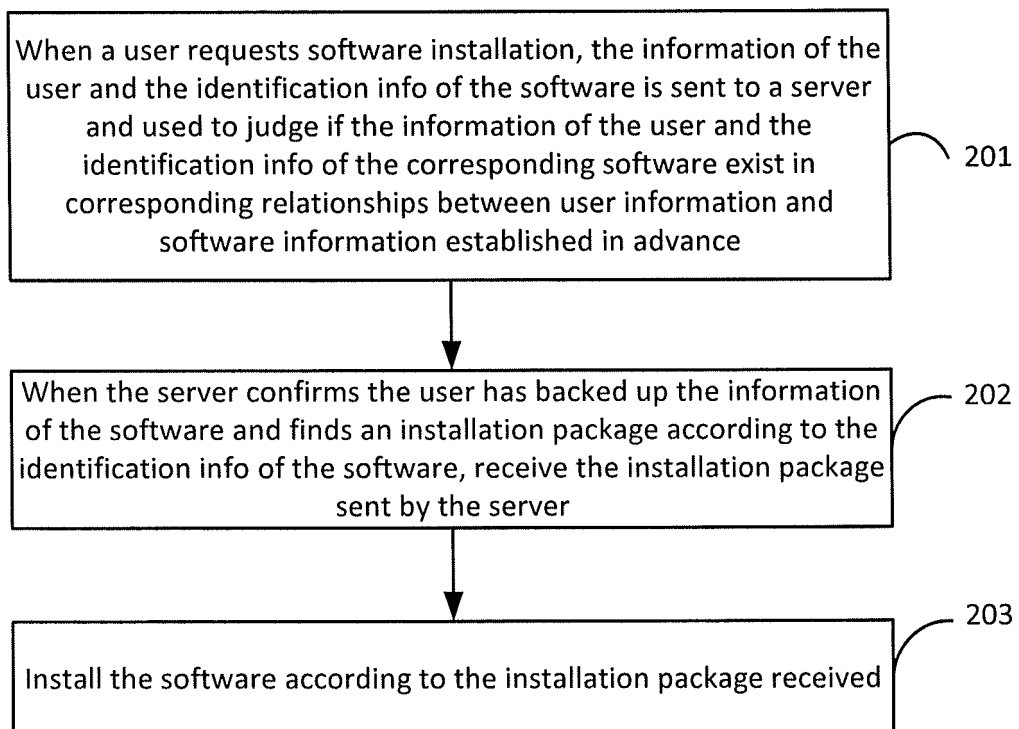 When a user requests software installation, the information of the
user and the identification info of the software is sent to a server
and used to judge if the information of the user and the
identification info of the corresponding software exist in
corresponding relationships between user information and
software information established in advance
201
When the server confirms the user has backed up the information
of the software and finds an installation package according to the
identification info of the software, receive the installation package
sent by the server
202
Install the software according to the installation package received
203